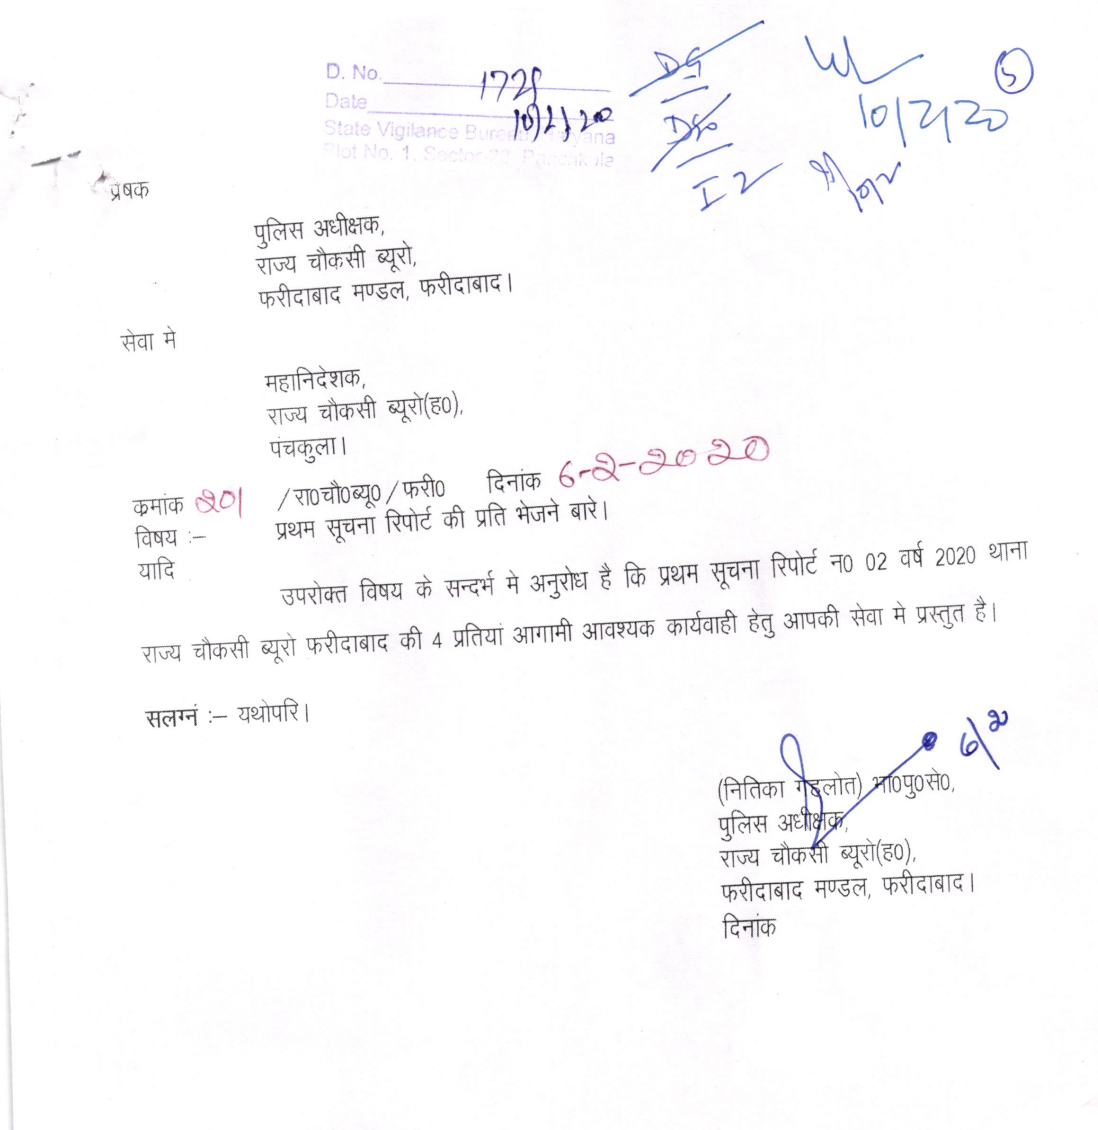 D. No. 1728
Date 10/2/20
State Vigilance Bureau, Haryana
Plot No. 1, Sector-22, Panchkula
DG
I 2
10/2/20
5
10/2
प्रेषक
पुलिस अधीक्षक,
राज्य चौकसी ब्यूरो,
फरीदाबाद मण्डल, फरीदाबाद।
सेवा मे
महानिदेशक,
राज्य चौकसी ब्यूरो(ह0),
पंचकुला।
कमांक 201 /रा0चौ0ब्यू0/फरी0 दिनांक 6-2-2020
विषय :– प्रथम सूचना रिपोर्ट की प्रति भेजने बारे।
यादि
उपरोक्त विषय के सन्दर्भ मे अनुरोध है कि प्रथम सूचना रिपोर्ट न0 02 वर्ष 2020 थाना
राज्य चौकसी ब्यूरो फरीदाबाद की 4 प्रतियां आगामी आवश्यक कार्यवाही हेतु आपकी सेवा मे प्रस्तुत है।
सलग्नं :– यथोपरि।
6/2
(नितिका गहलोत) भा0पु0से0,
पुलिस अधीक्षक,
राज्य चौकसी ब्यूरो(ह0),
फरीदाबाद मण्डल, फरीदाबाद।
दिनांक